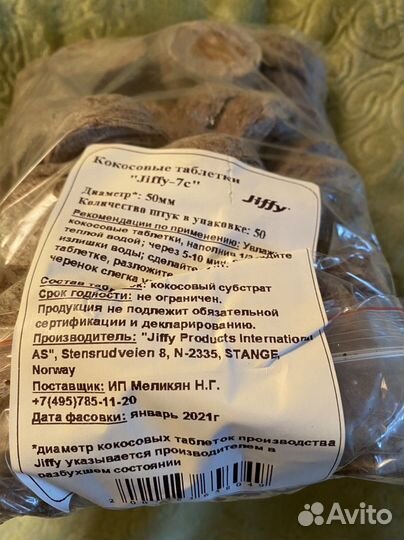 Кокосовые таблетки
"Jiffy-7c"
Jiffy
Диаметр*: 50мм
Количество штук в упаковке: 50
Рекомендации по применению: Увлажните
кокосовые таблетки, наполнив
теплой водой; через 5-10 мин.
излишки воды; сделайте
таблетке, разложите
черенок слегка
Состав кокосовый субстрат
Срок годности: не ограничен.
Продукция не подлежит обязательной
сертификации и декларированию.
Производитель: "Jiffy Products International
AS", Stensrudveien 8, N-2335, STANGE,
Norway
Поставщик: ИП Меликян Н.Г.
+7(495)785-11-20
Дата фасовки: январь 2021г
*диаметр кокосовых таблеток производства
Jiffy указывается производителем в
разбухшем состоянии
Avito